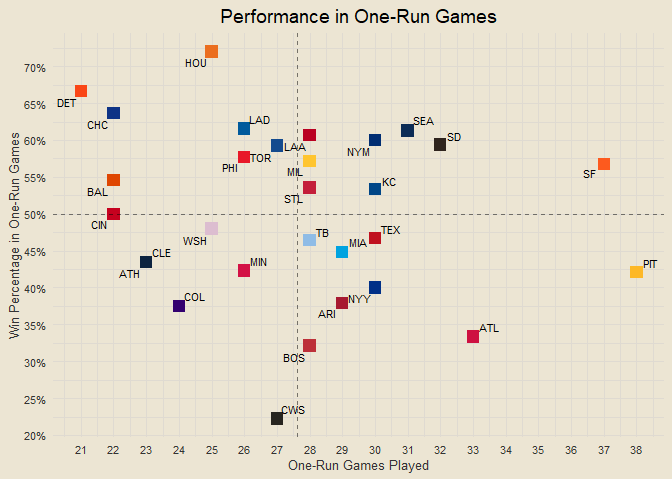 Performance in One-Run Games
Win Percentage in One-Run Games
70%
65%
60%
55%
50%
45%
40%
35%
30%
25%
20%
HOU
DET
CHC
LAD
SEA
SD
LAA
NYM
TOR
PHI
MIL
SF
KC
BAL
STL
CIN
TB
TEX
WSH
MIA
CLE
MIN
PIT
ATH
COL
NYY
ARI
ATL
BOS
CWS
21 22 23 24 25 26 27 28 29 30 31 32 33 34 35 36 37 38
One-Run Games Played